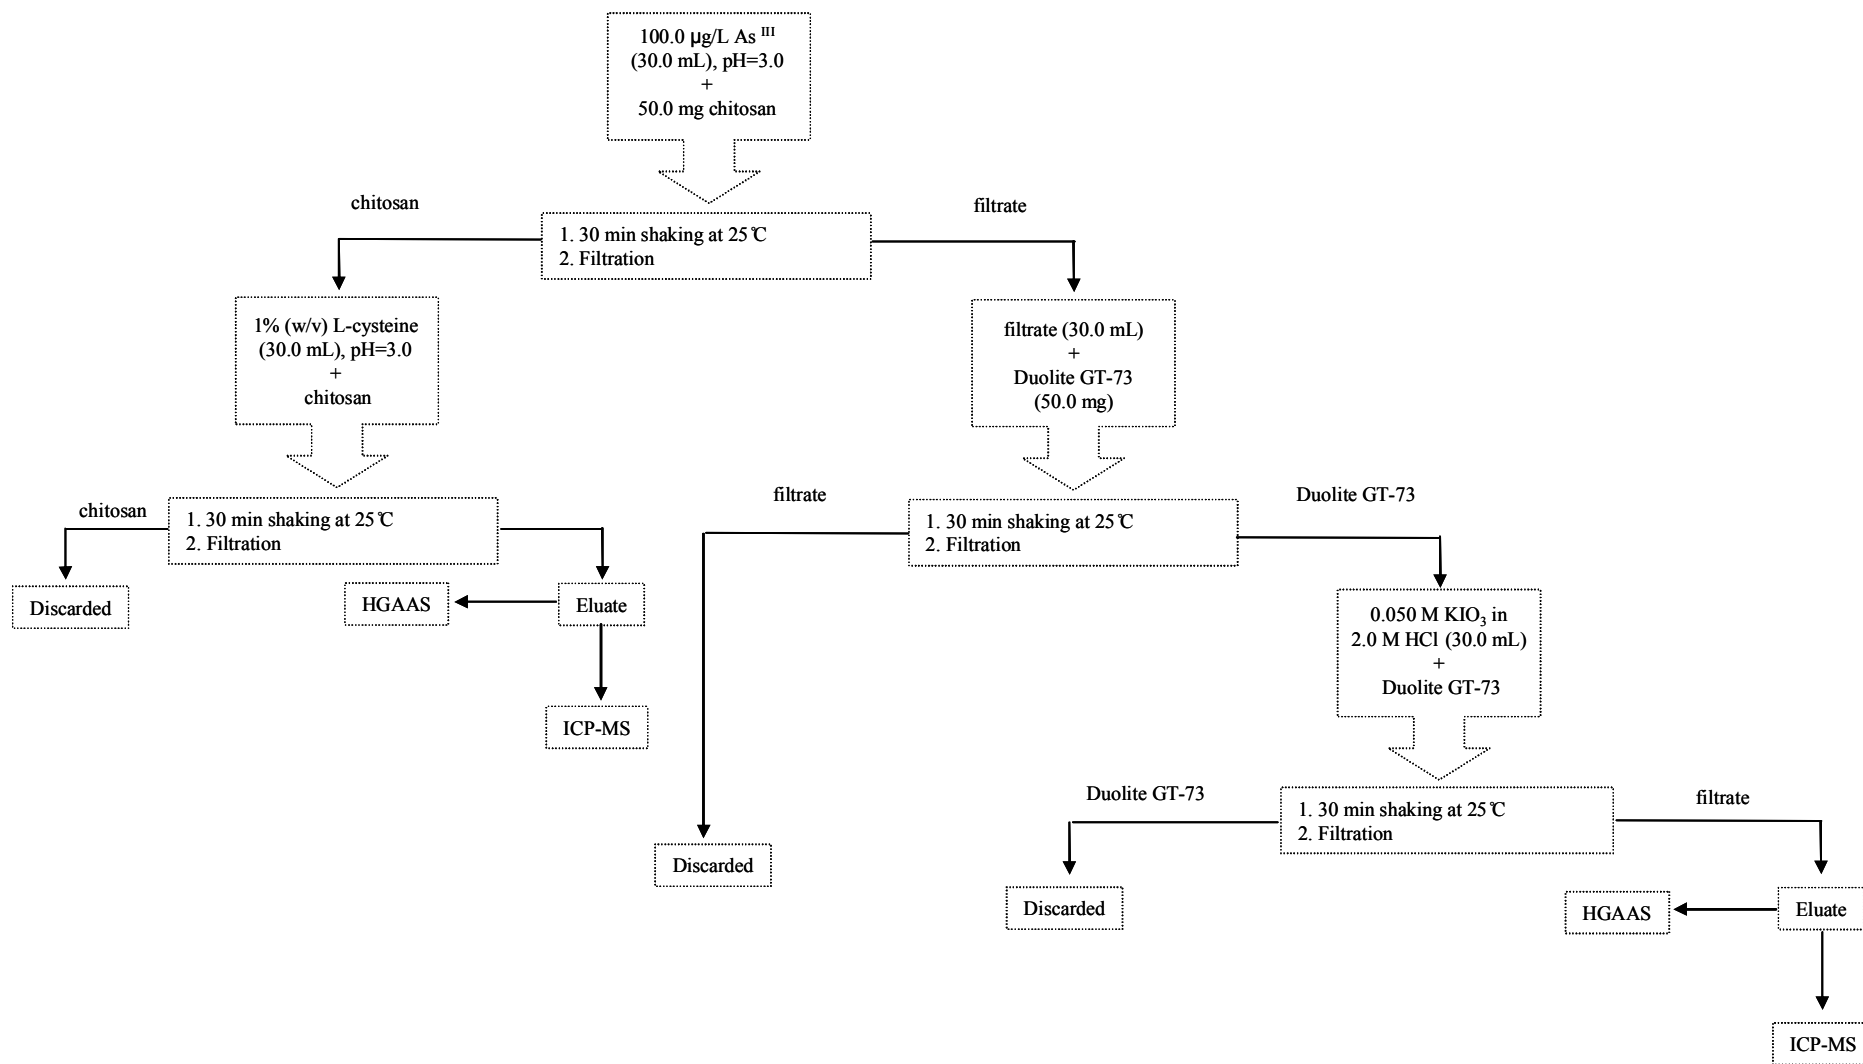 100.0 µg/L As III
(30.0 mL), pH=3.0
+
50.0 mg chitosan
chitosan
filtrate
1. 30 min shaking at 25℃
2. Filtration
1% (w/v) L-cysteine
(30.0 mL), pH=3.0
+
chitosan
filtrate (30.0 mL)
+
Duolite GT-73
(50.0 mg)
chitosan
1. 30 min shaking at 25℃
2. Filtration
filtrate
Duolite GT-73
1. 30 min shaking at 25℃
2. Filtration
Discarded
HGAAS
Eluate
ICP-MS
0.050 M KIO3 in
2.0 M HCl (30.0 mL)
+
Duolite GT-73
Duolite GT-73
filtrate
1. 30 min shaking at 25℃
2. Filtration
Discarded
Discarded
HGAAS
Eluate
ICP-MS